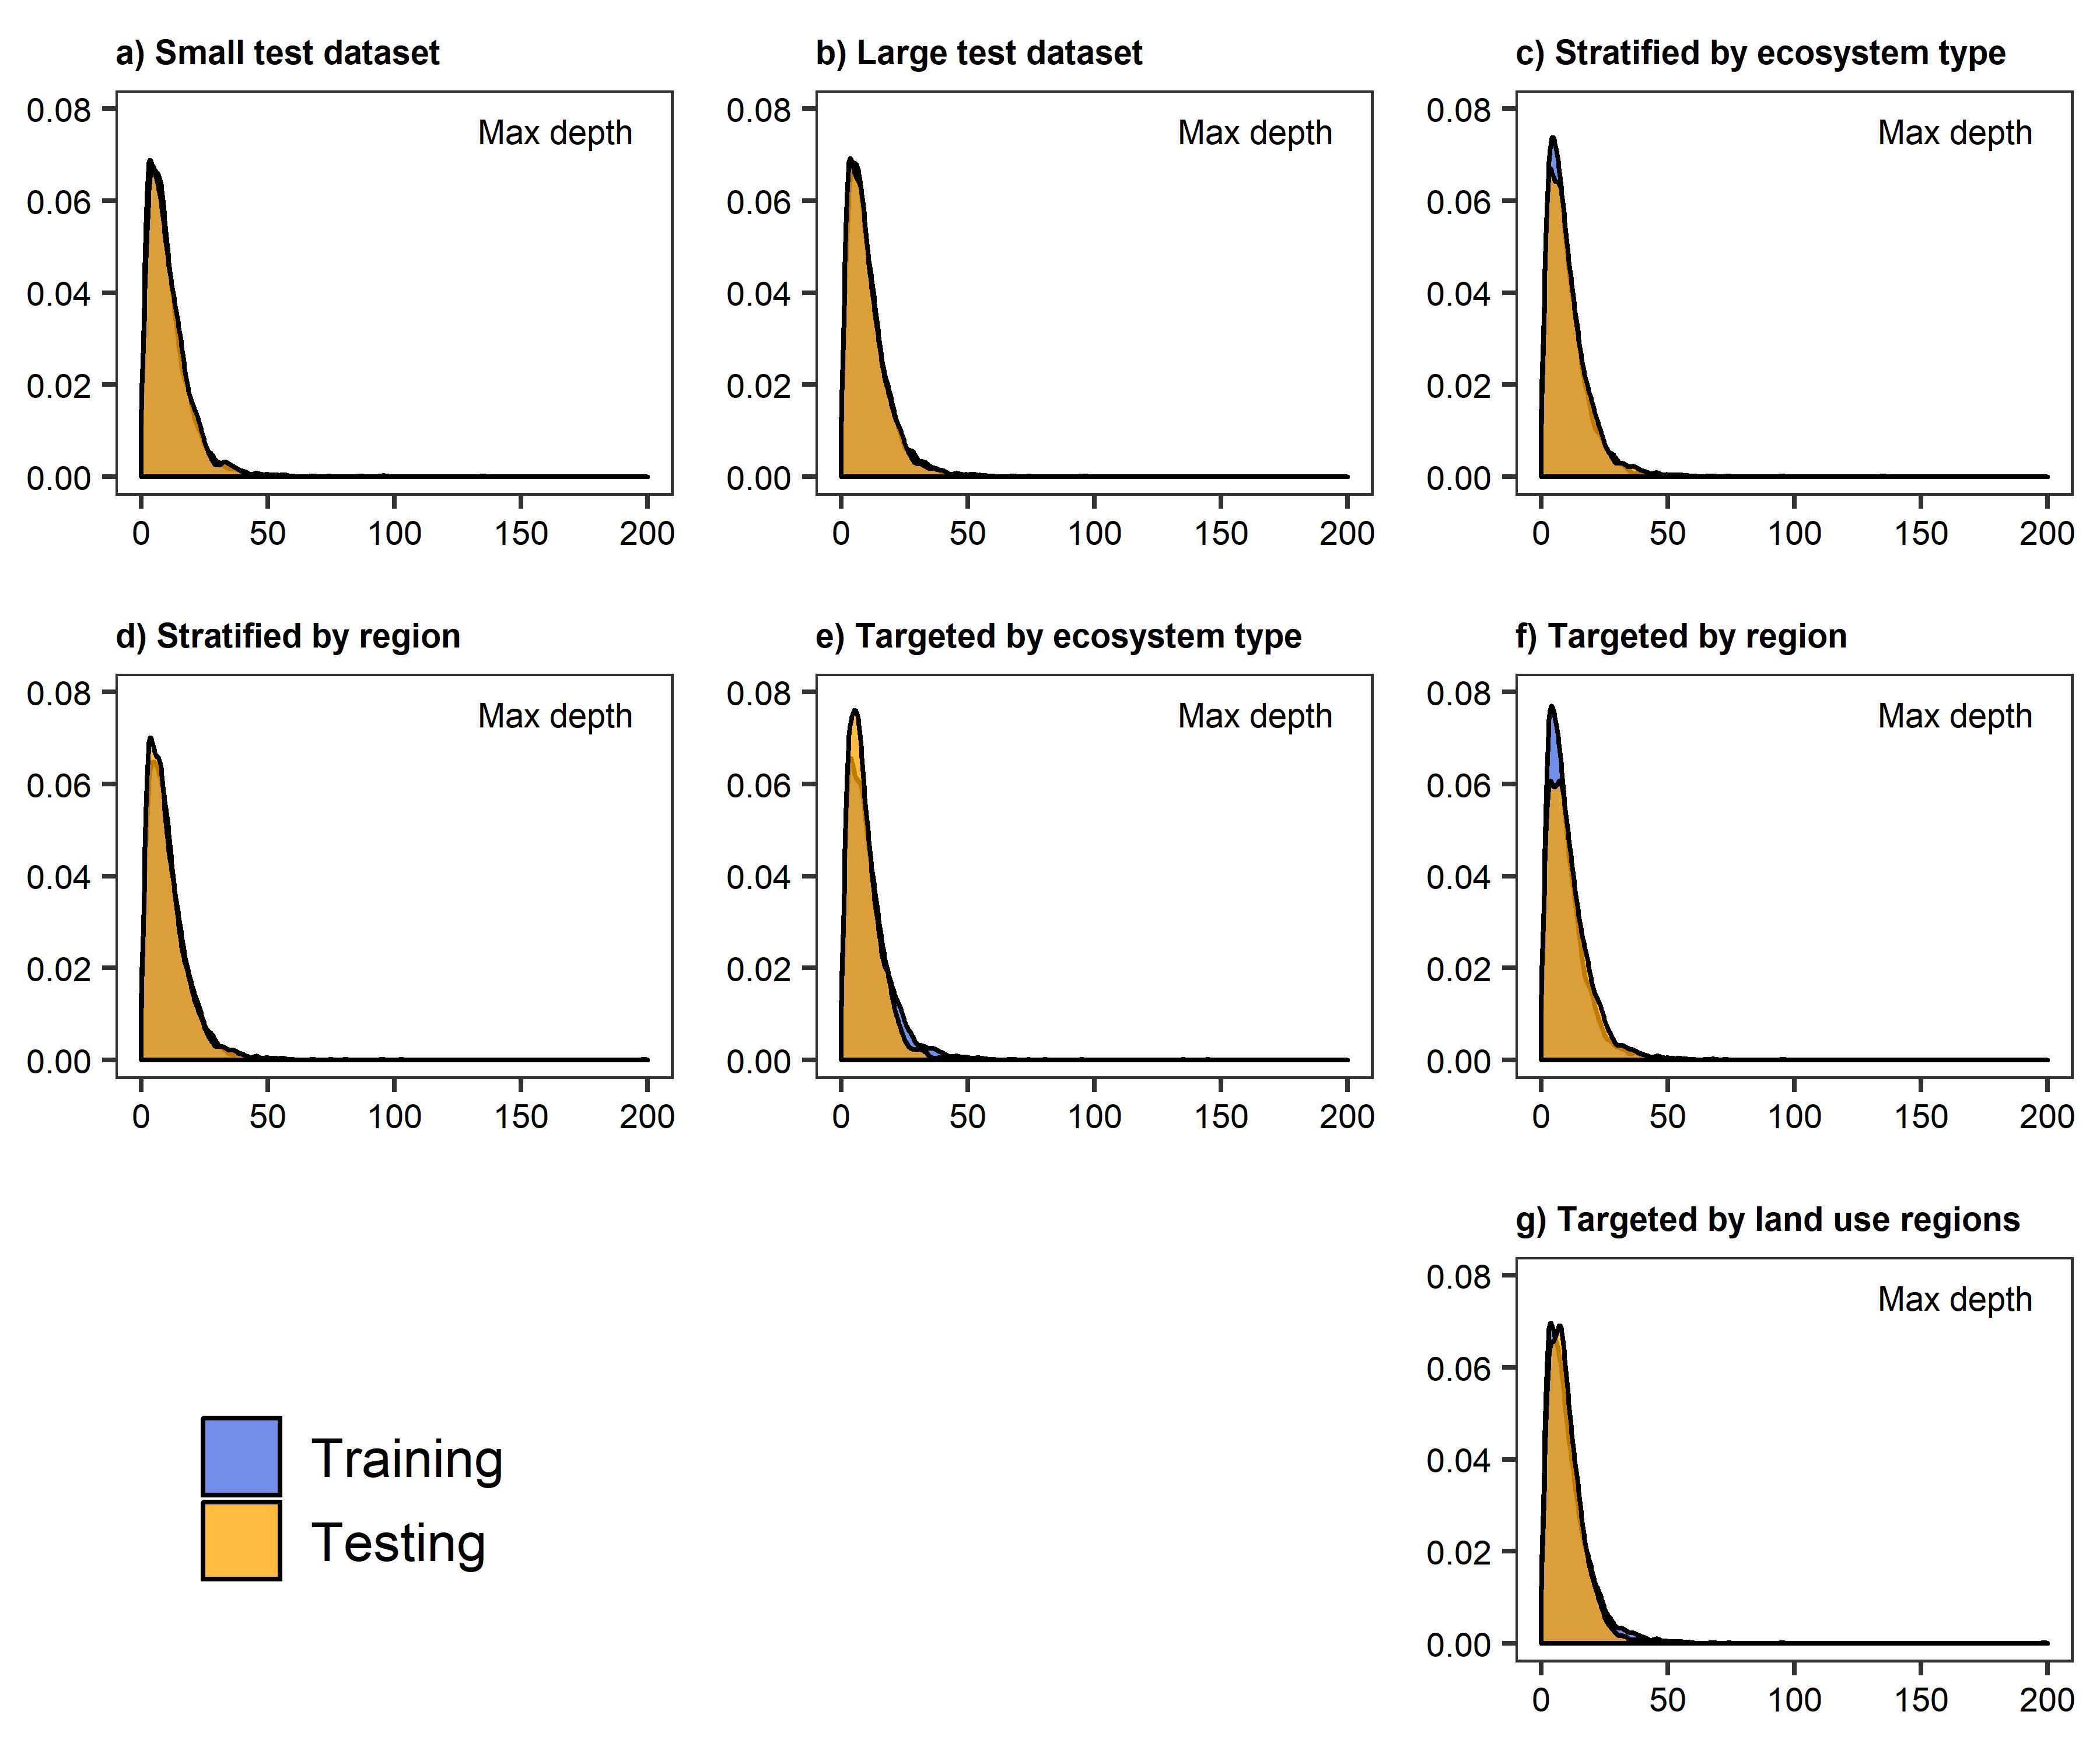 a) Small test dataset
b) Large test dataset
c) Stratified by ecosystem type
0.08
0.06
0.04
0.02
0.00
Max depth
0 50 100 150 200
0.08
0.06
0.04
0.02
0.00
Max depth
0 50 100 150 200
0.08
0.06
0.04
0.02
0.00
Max depth
0 50 100 150 200
d) Stratified by region
e) Targeted by ecosystem type
f) Targeted by region
0.08
0.06
0.04
0.02
0.00
Max depth
0 50 100 150 200
0.08
0.06
0.04
0.02
0.00
Max depth
0 50 100 150 200
0.08
0.06
0.04
0.02
0.00
Max depth
0 50 100 150 200
g) Targeted by land use regions
0.08
0.06
0.04
0.02
0.00
Max depth
0 50 100 150 200
Training
Testing